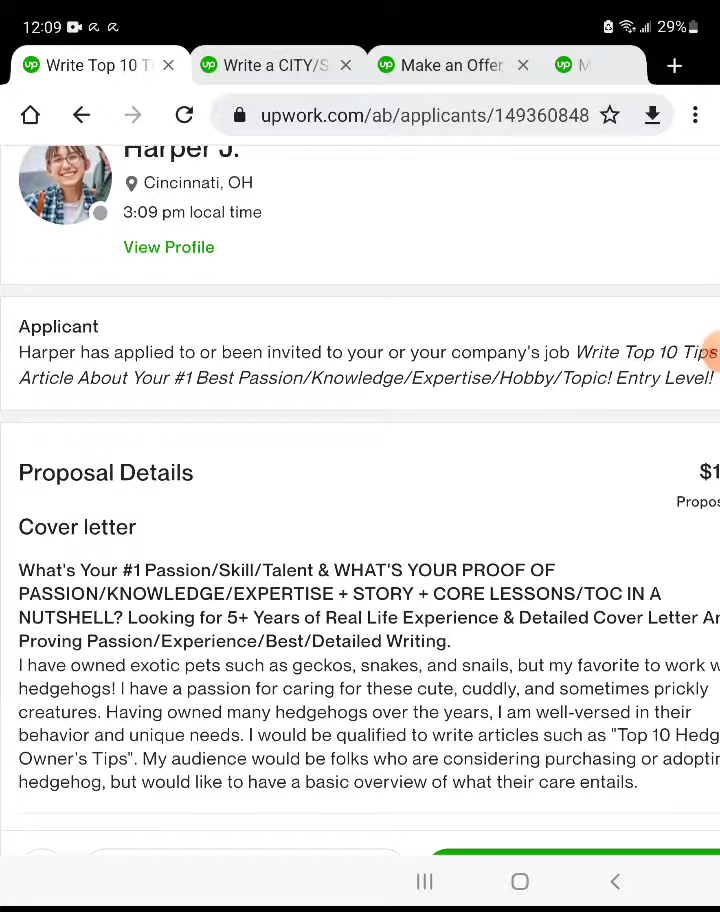 12:09 29%
Write Top 10 T Write a CITY/S Make an Offer M
upwork.com/ab/applicants/149360848
Harper J.
Cincinnati, OH
3:09 pm local time
View Profile
Applicant
Harper has applied to or been invited to your or your company's job Write Top 10 Tips
Article About Your #1 Best Passion/Knowledge/Expertise/Hobby/Topic! Entry Level!
Proposal Details $1
Propos
Cover letter
What's Your #1 Passion/Skill/Talent & WHAT'S YOUR PROOF OF
PASSION/KNOWLEDGE/EXPERTISE + STORY + CORE LESSONS/TOC IN A
NUTSHELL? Looking for 5+ Years of Real Life Experience & Detailed Cover Letter An
Proving Passion/Experience/Best/Detailed Writing.
I have owned exotic pets such as geckos, snakes, and snails, but my favorite to work w
hedgehogs! I have a passion for caring for these cute, cuddly, and sometimes prickly
creatures. Having owned many hedgehogs over the years, I am well-versed in their
behavior and unique needs. I would be qualified to write articles such as "Top 10 Hedg
Owner's Tips". My audience would be folks who are considering purchasing or adoptin
hedgehog, but would like to have a basic overview of what their care entails.